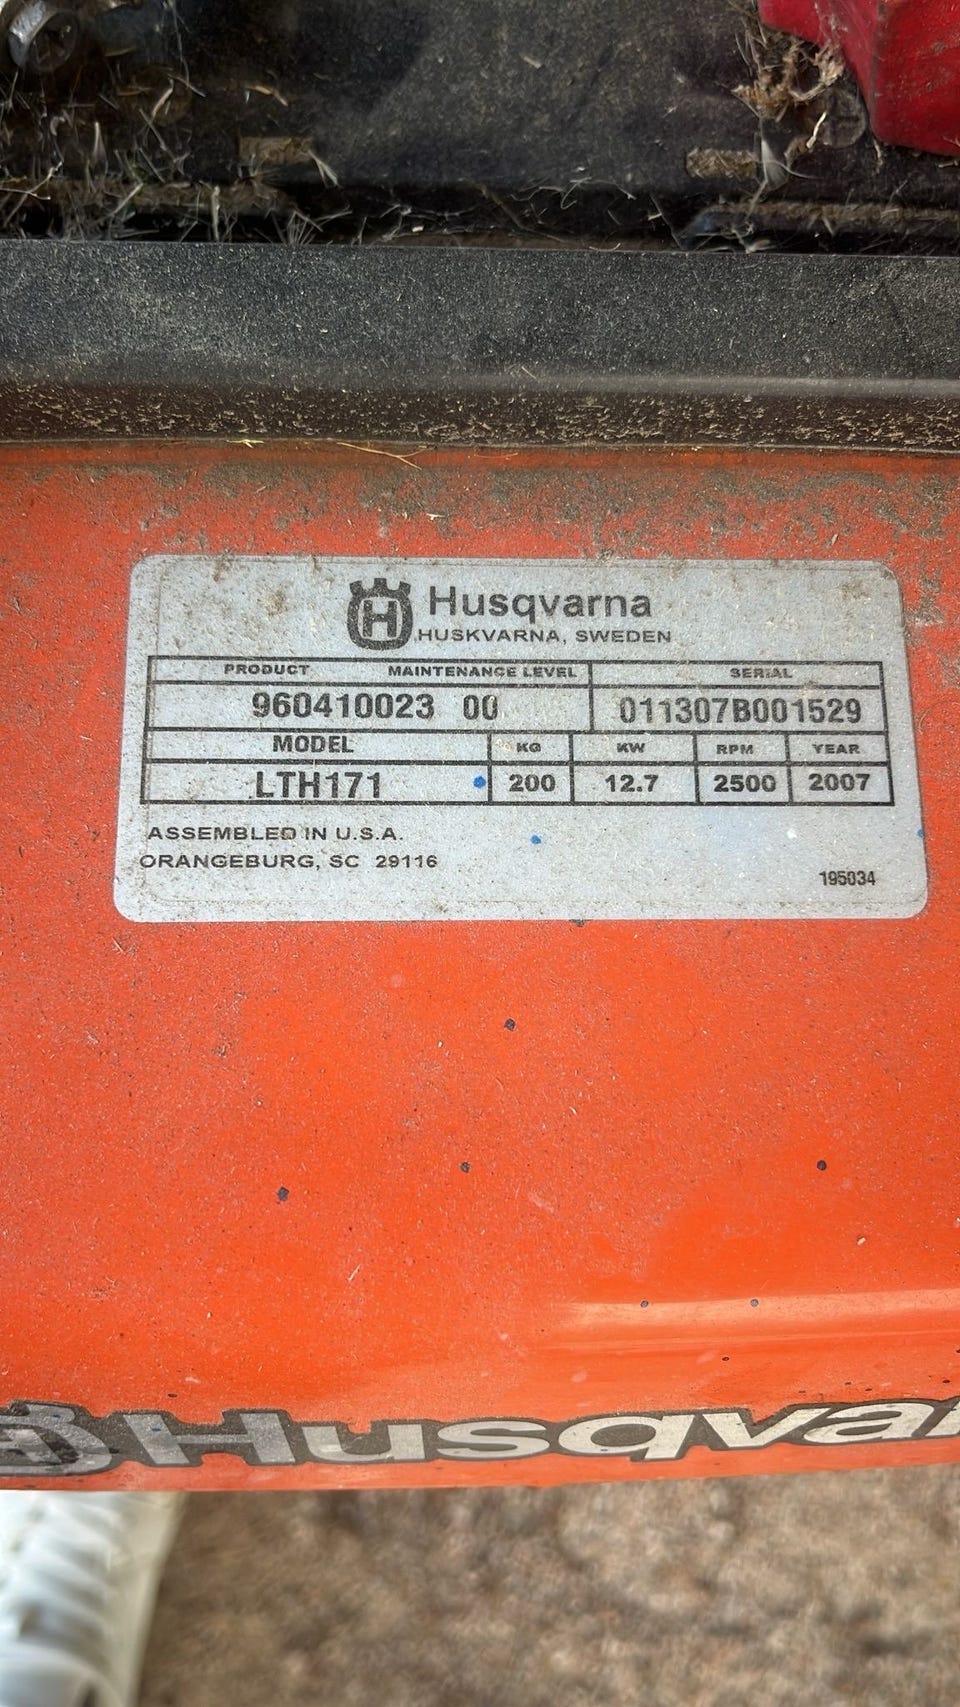 Husqvarna
HUSKVARNA, SWEDEN
PRODUCT MAINTENANCE LEVEL SERIAL
960410023 00 011307B001529
MODEL KG KW RPM YEAR
LTH171 200 12.7 2500 2007
ASSEMBLED IN U.S.A.
ORANGEBURG, SC 29116
195034
Husqvar